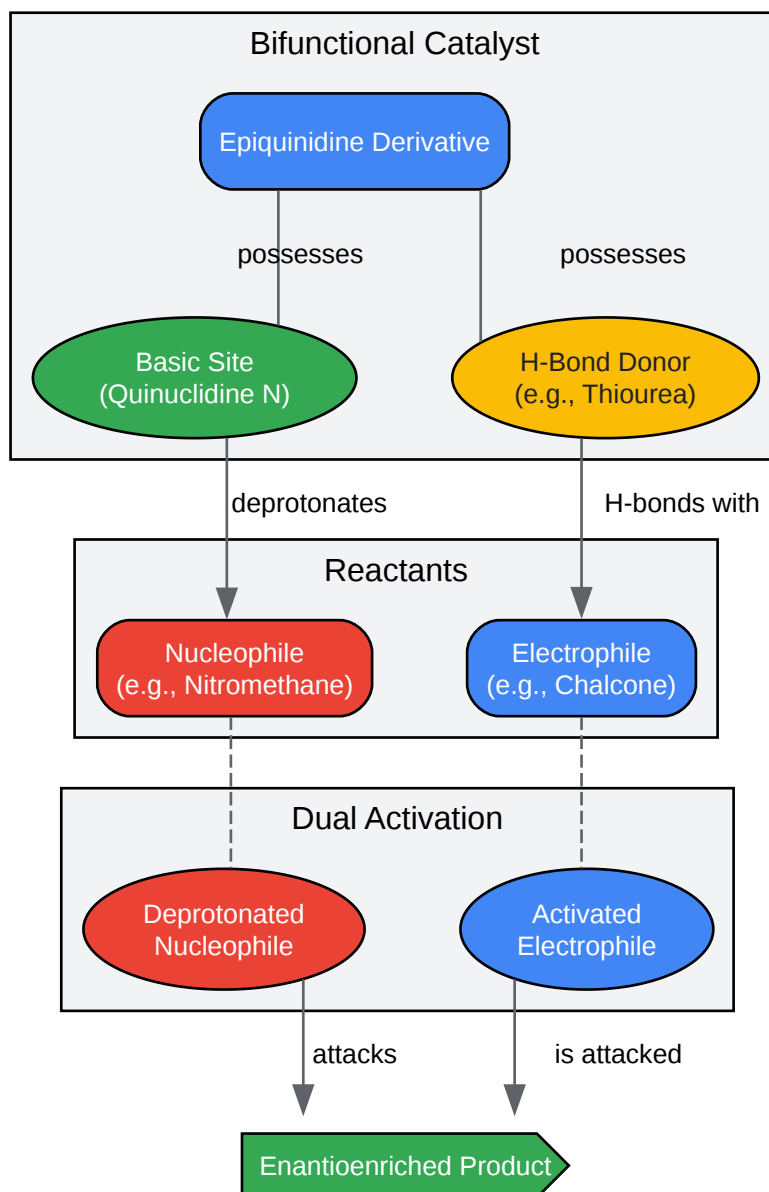 Bifunctional Catalyst
Epiquinidine Derivative
possesses
possesses
Basic Site
(Quinuclidine N)
H-Bond Donor
(e.g., Thiourea)
deprotonates
H-bonds with
Reactants
Nucleophile
(e.g., Nitromethane)
Electrophile
(e.g., Chalcone)
Dual Activation
Deprotonated
Nucleophile
Activated
Electrophile
attacks
is attacked
Enantioenriched Product